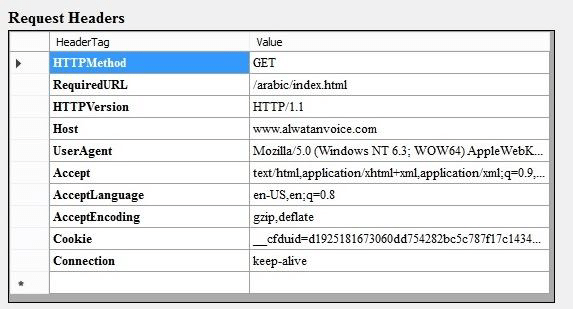 Request Headers
HeaderTag Value
HTTPMethod GET
RequiredURL /arabic/index.html
HTTPVersion HTTP/1.1
Host www.alwatanvoice.com
UserAgent Mozilla/5.0 (Windows NT 6.3; WOW64) AppleWebK...
Accept text/html,application/xhtml+xml,application/xml;q=0.9,...
AcceptLanguage en-US,en;q=0.8
AcceptEncoding gzip,deflate
Cookie __cfduid=d1925181673060dd754282bc5c787f17c1434...
Connection keep-alive